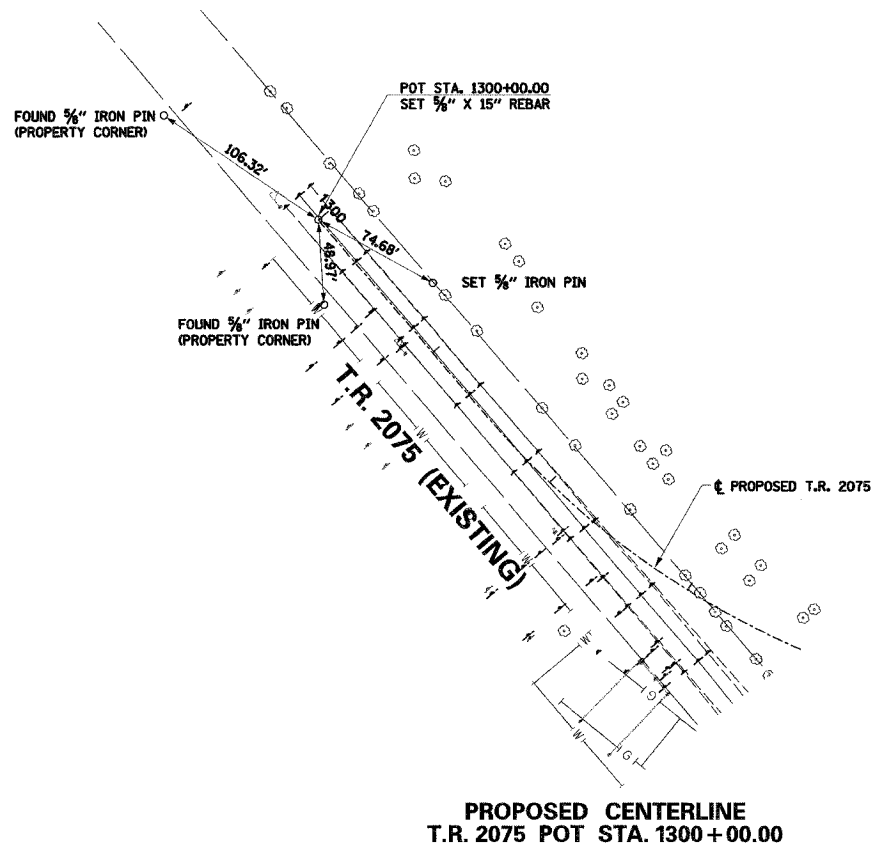 POT STA. 1300+00.00
SET 5/8" X 15" REBAR
FOUND 5/8" IRON PIN
(PROPERTY CORNER)
106.32'
1300
74.68'
48.97'
SET 5/8" IRON PIN
FOUND 5/8" IRON PIN
(PROPERTY CORNER)
T.R. 2075 (EXISTING)
W
℄ PROPOSED T.R. 2075
W
W
G
W
G
PROPOSED CENTERLINE
T.R. 2075 POT STA. 1300+00.00